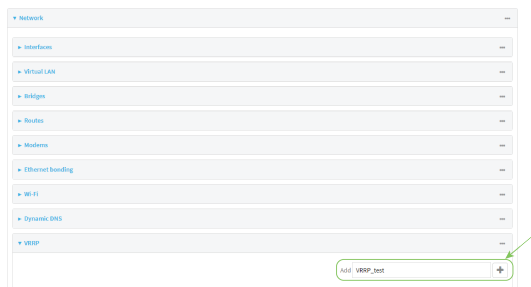 Network
Interfaces
Virtual LAN
Bridges
Routes
Modems
Ethernet bonding
Wi-Fi
Dynamic DNS
VRRP
Add VRRP_test